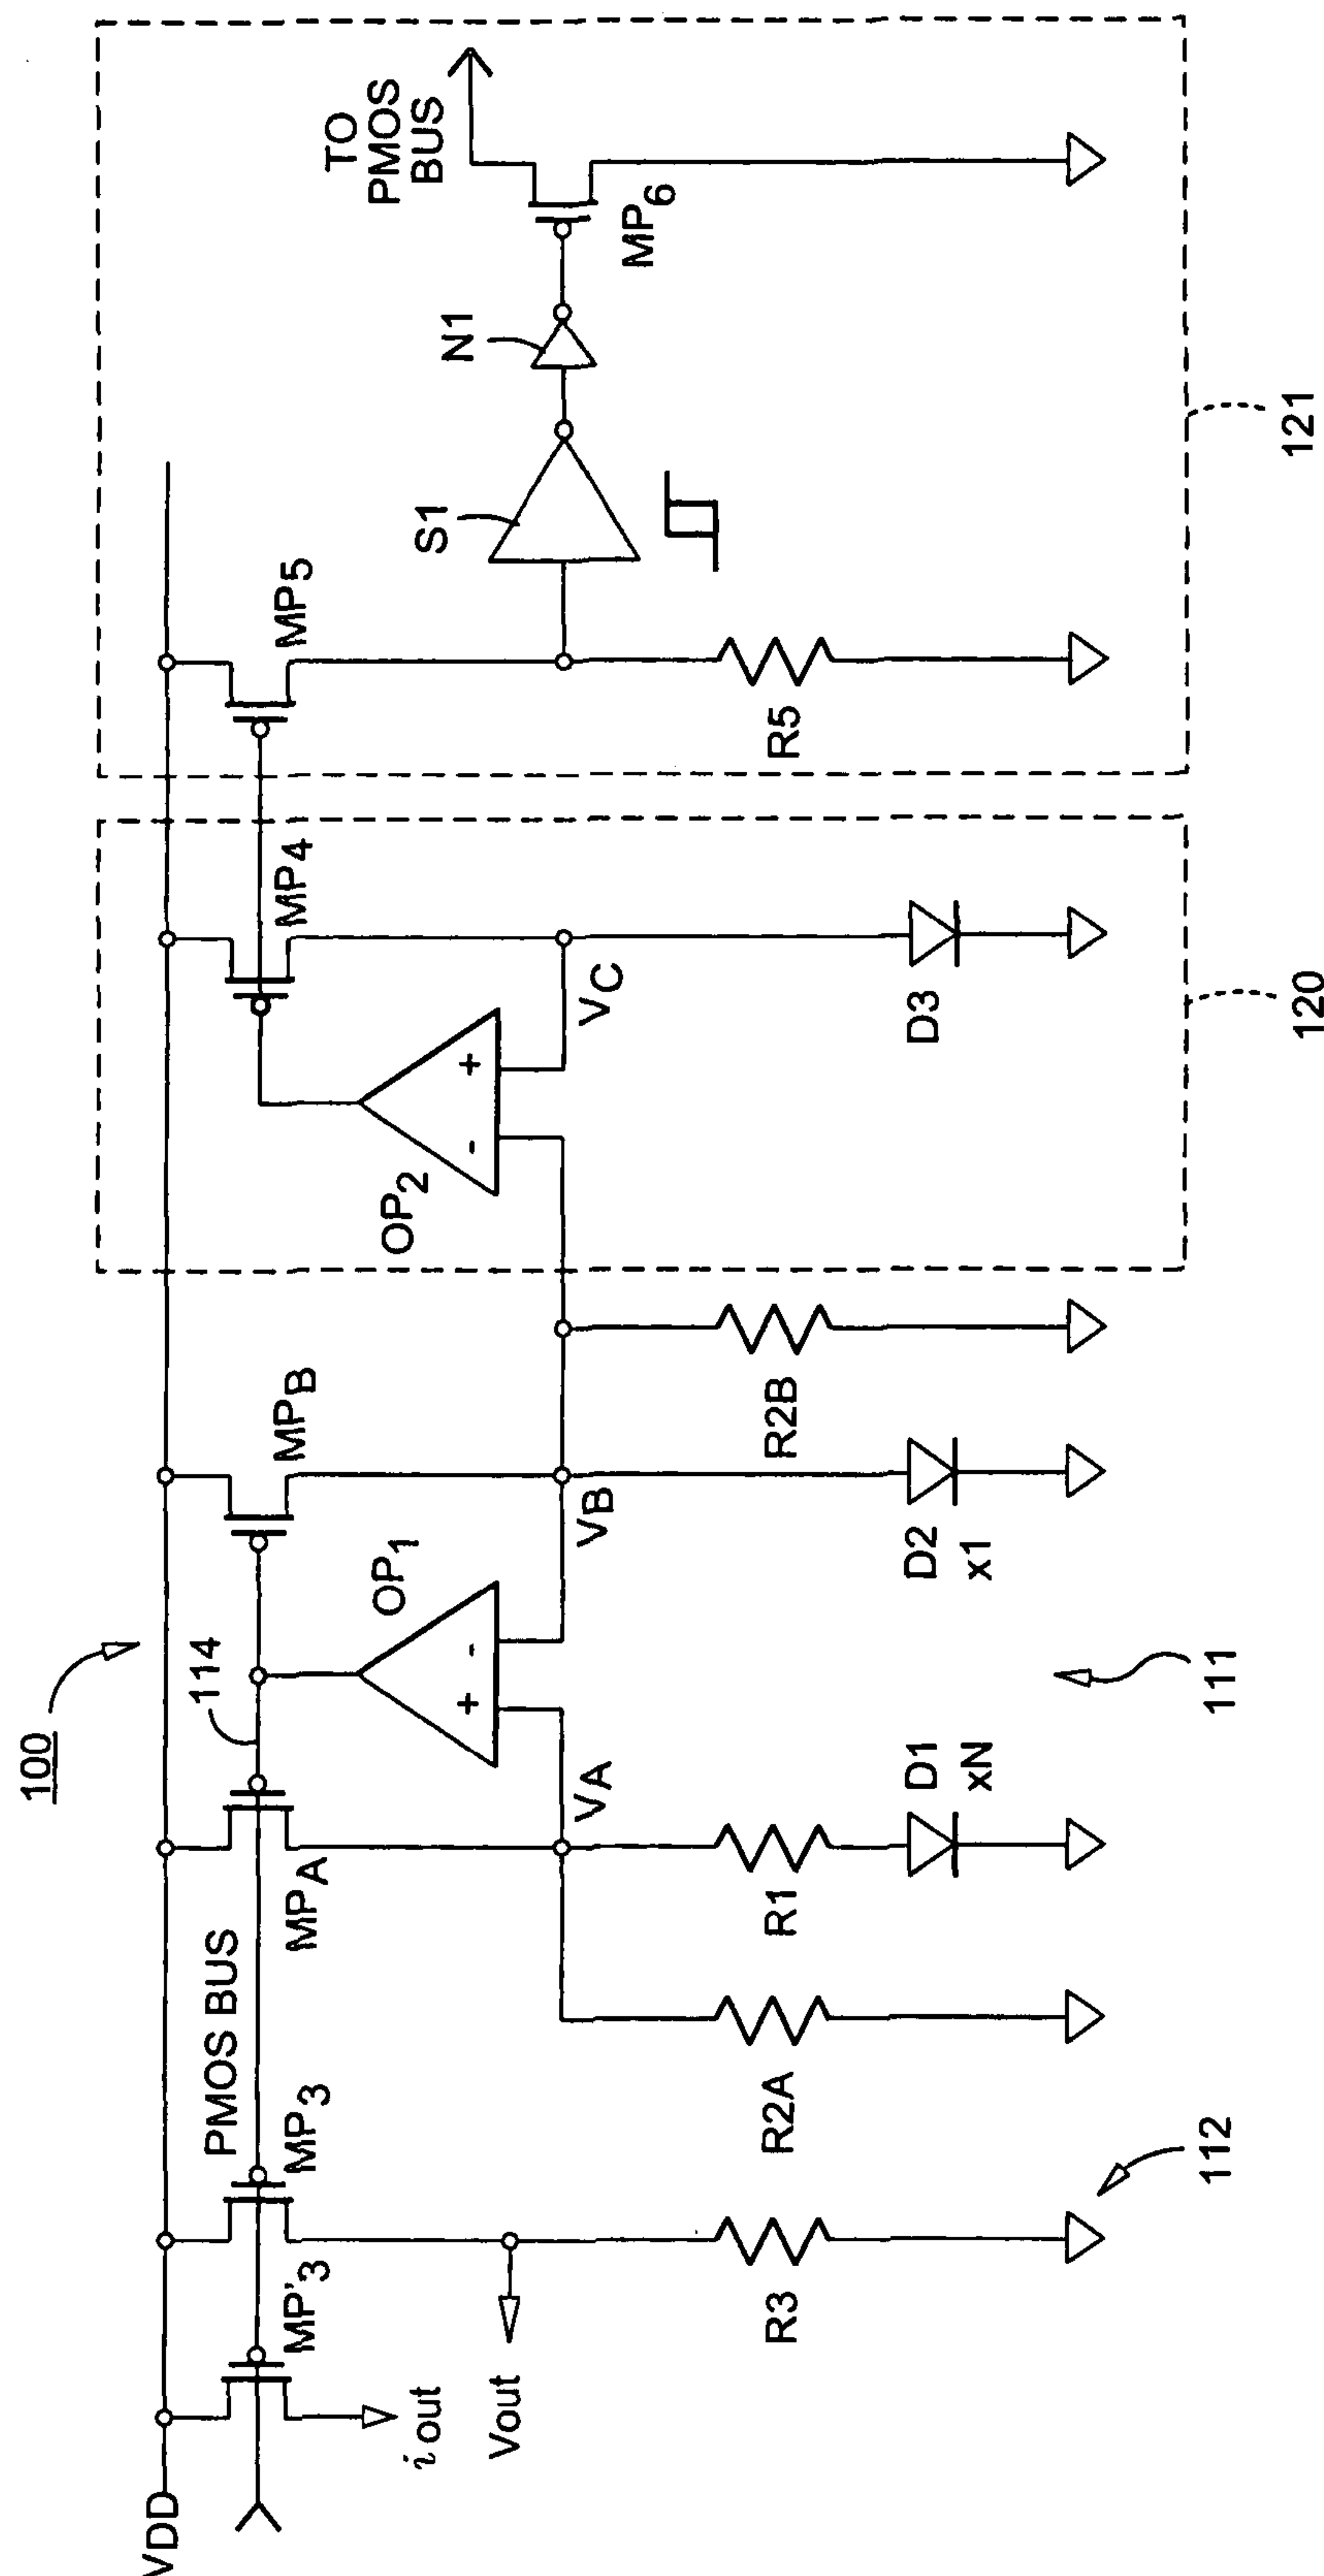 100
VDD
PMOS BUS
114
MP'3
MP3
MPA
MPB
MP4
MP5
TO
PMOS
BUS
i out
Vout
OP1
+
-
OP2
-
+
S1
N1
MP6
VA
VB
VC
R3
R2A
R1
D1
xN
D2
x1
R2B
D3
R5
112
111
120
121